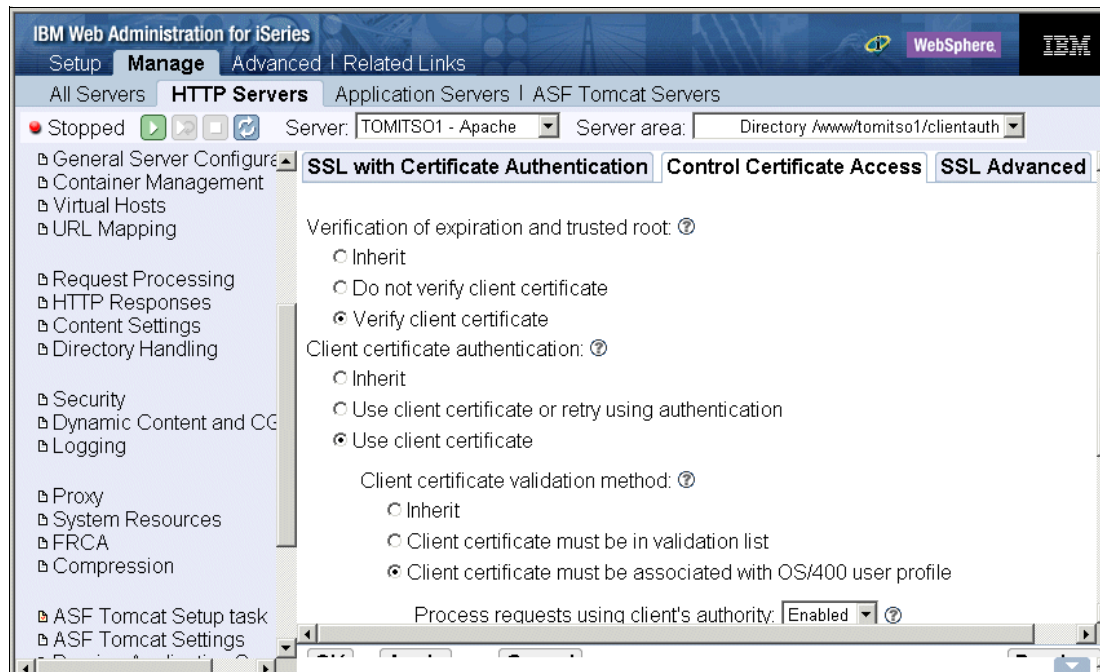 IBM Web Administration for iSeries
WebSphere. IBM
Setup Manage Advanced | Related Links
All Servers HTTP Servers Application Servers | ASF Tomcat Servers
Stopped Server: TOMITSO1 - Apache Server area: Directory /www/tomitso1/clientauth
General Server Configura
Container Management
Virtual Hosts
URL Mapping
Request Processing
HTTP Responses
Content Settings
Directory Handling
Security
Dynamic Content and CG
Logging
Proxy
System Resources
FRCA
Compression
ASF Tomcat Setup task
ASF Tomcat Settings
SSL with Certificate Authentication Control Certificate Access SSL Advanced
Verification of expiration and trusted root:
Inherit
Do not verify client certificate
Verify client certificate
Client certificate authentication:
Inherit
Use client certificate or retry using authentication
Use client certificate
Client certificate validation method:
Inherit
Client certificate must be in validation list
Client certificate must be associated with OS/400 user profile
Process requests using client's authority: Enabled